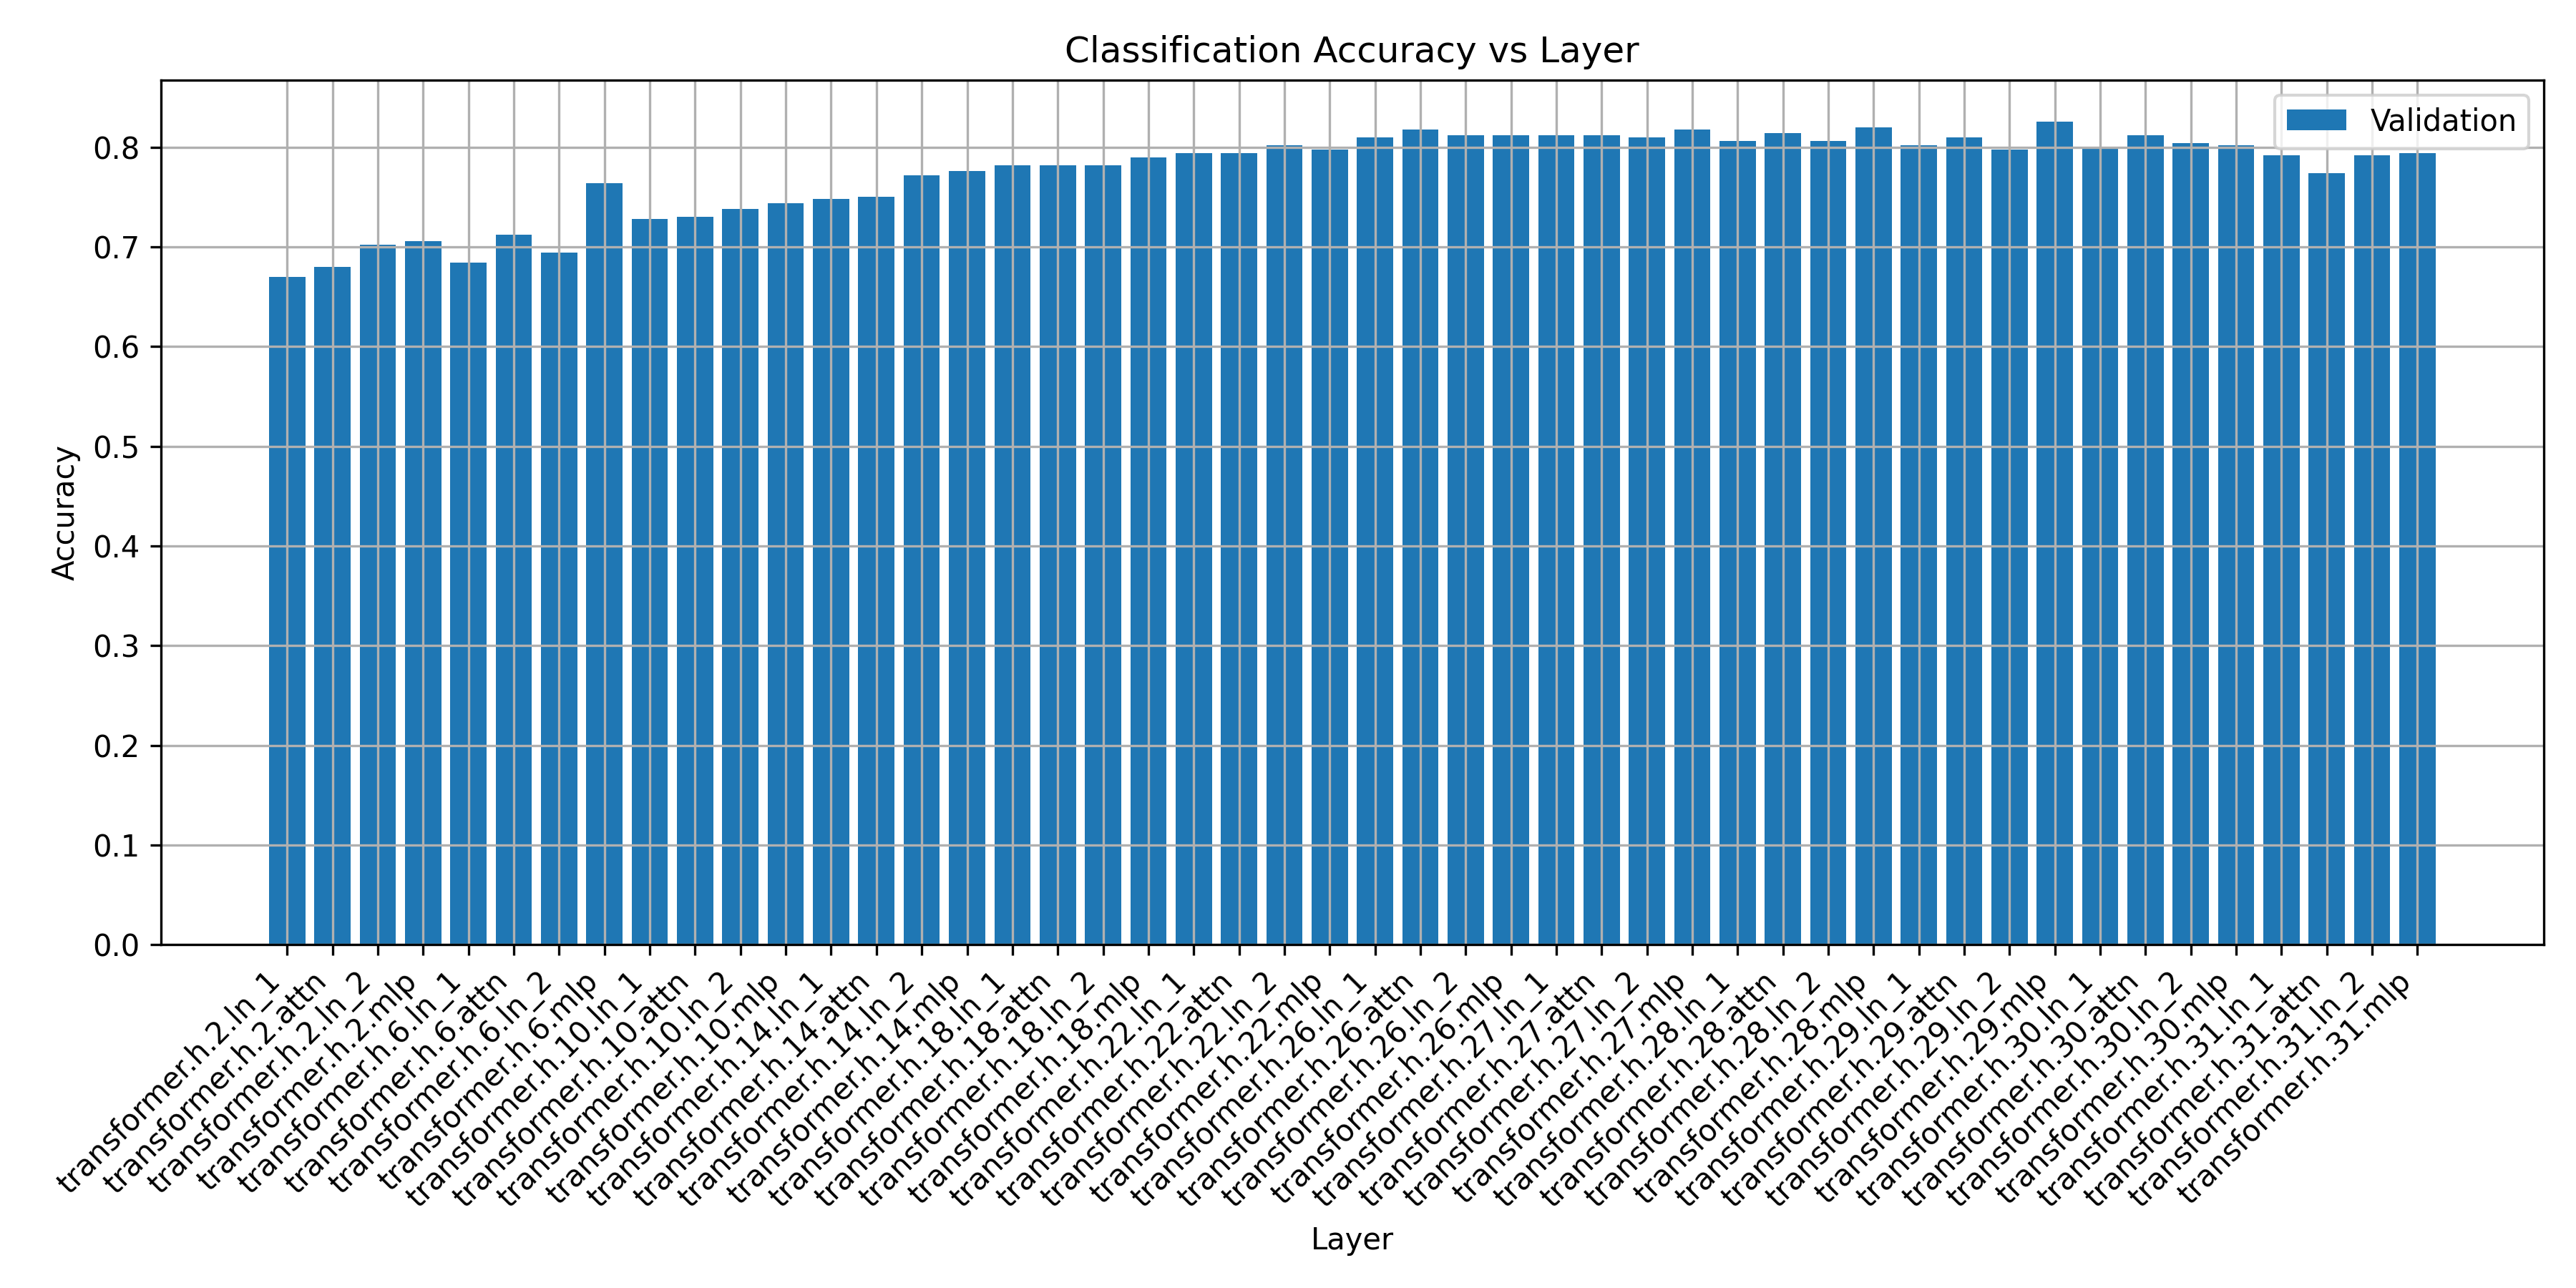 Classification Accuracy vs Layer
Validation
Accuracy
0.8
0.7
0.6
0.5
0.4
0.3
0.2
0.1
0.0
transformer.h.2.ln_1
transformer.h.2.attn
transformer.h.2.ln_2
transformer.h.2.mlp
transformer.h.6.ln_1
transformer.h.6.attn
transformer.h.6.ln_2
transformer.h.6.mlp
transformer.h.10.ln_1
transformer.h.10.attn
transformer.h.10.ln_2
transformer.h.10.mlp
transformer.h.14.ln_1
transformer.h.14.attn
transformer.h.14.ln_2
transformer.h.14.mlp
transformer.h.18.ln_1
transformer.h.18.attn
transformer.h.18.ln_2
transformer.h.18.mlp
transformer.h.22.ln_1
transformer.h.22.attn
transformer.h.22.ln_2
transformer.h.22.mlp
transformer.h.26.ln_1
transformer.h.26.attn
transformer.h.26.ln_2
transformer.h.26.mlp
transformer.h.27.ln_1
transformer.h.27.attn
transformer.h.27.ln_2
transformer.h.27.mlp
transformer.h.28.ln_1
transformer.h.28.attn
transformer.h.28.ln_2
transformer.h.28.mlp
transformer.h.29.ln_1
transformer.h.29.attn
transformer.h.29.ln_2
transformer.h.29.mlp
transformer.h.30.ln_1
transformer.h.30.attn
transformer.h.30.ln_2
transformer.h.30.mlp
transformer.h.31.ln_1
transformer.h.31.attn
transformer.h.31.ln_2
transformer.h.31.mlp
Layer